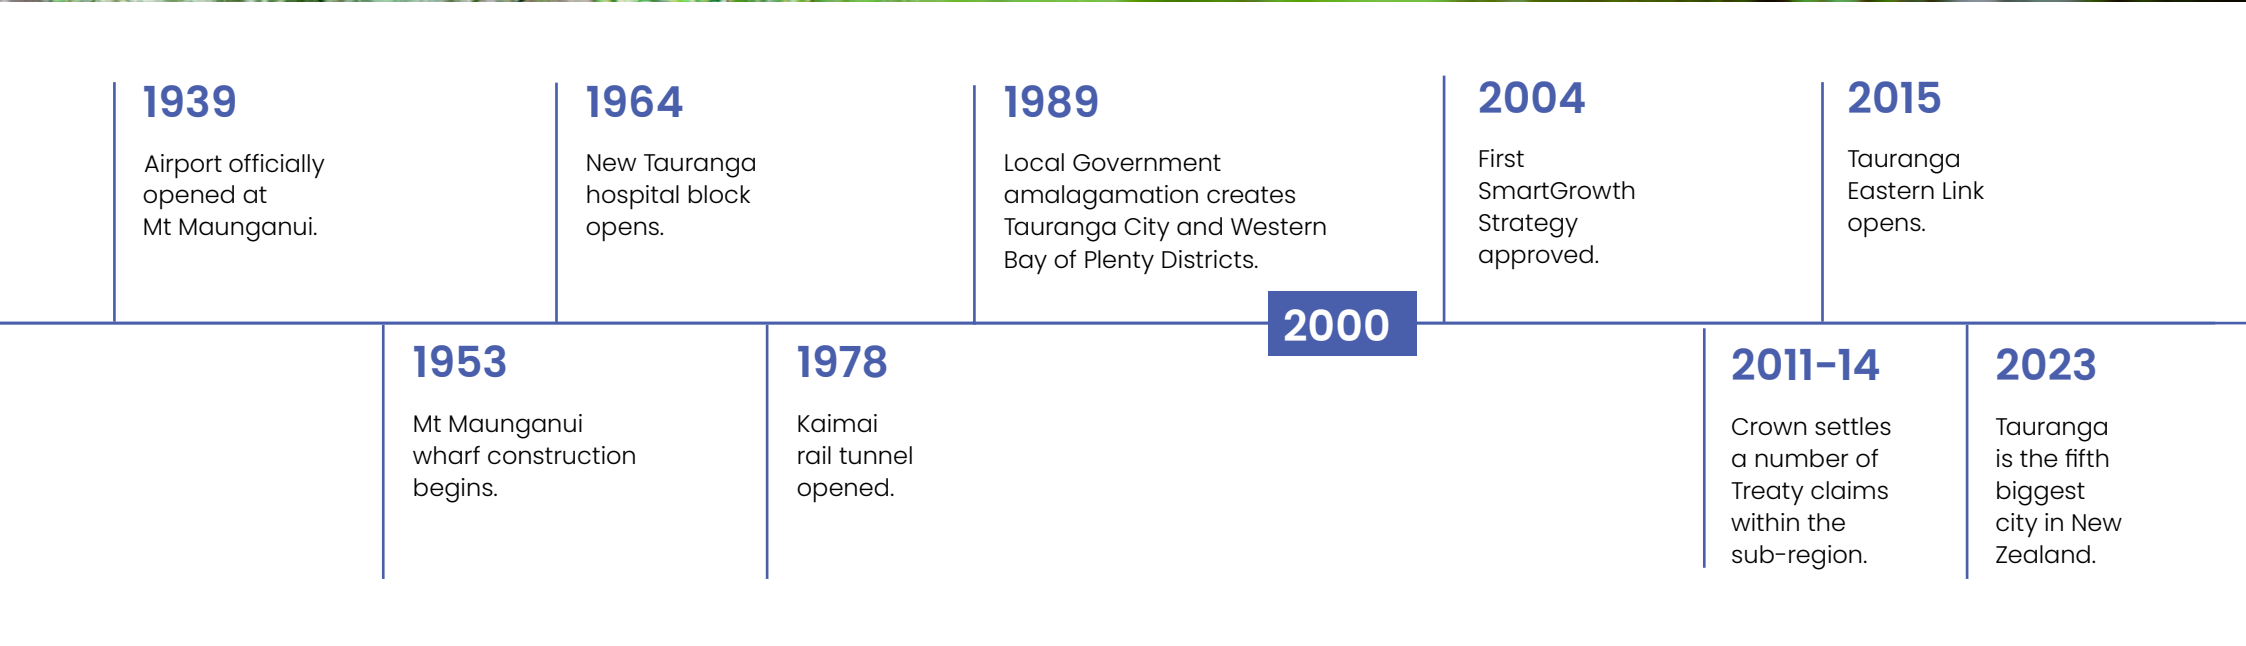 1939
Airport officially
opened at
Mt Maunganui.
1953
Mt Maunganui
wharf construction
begins.
1964
New Tauranga
hospital block
opens.
1978
Kaimai
rail tunnel
opened.
1989
Local Government
amalagamation creates
Tauranga City and Western
Bay of Plenty Districts.
2000
2004
First
SmartGrowth
Strategy
approved.
2011-14
Crown settles
a number of
Treaty claims
within the
sub-region.
2015
Tauranga
Eastern Link
opens.
2023
Tauranga
is the fifth
biggest
city in New
Zealand.